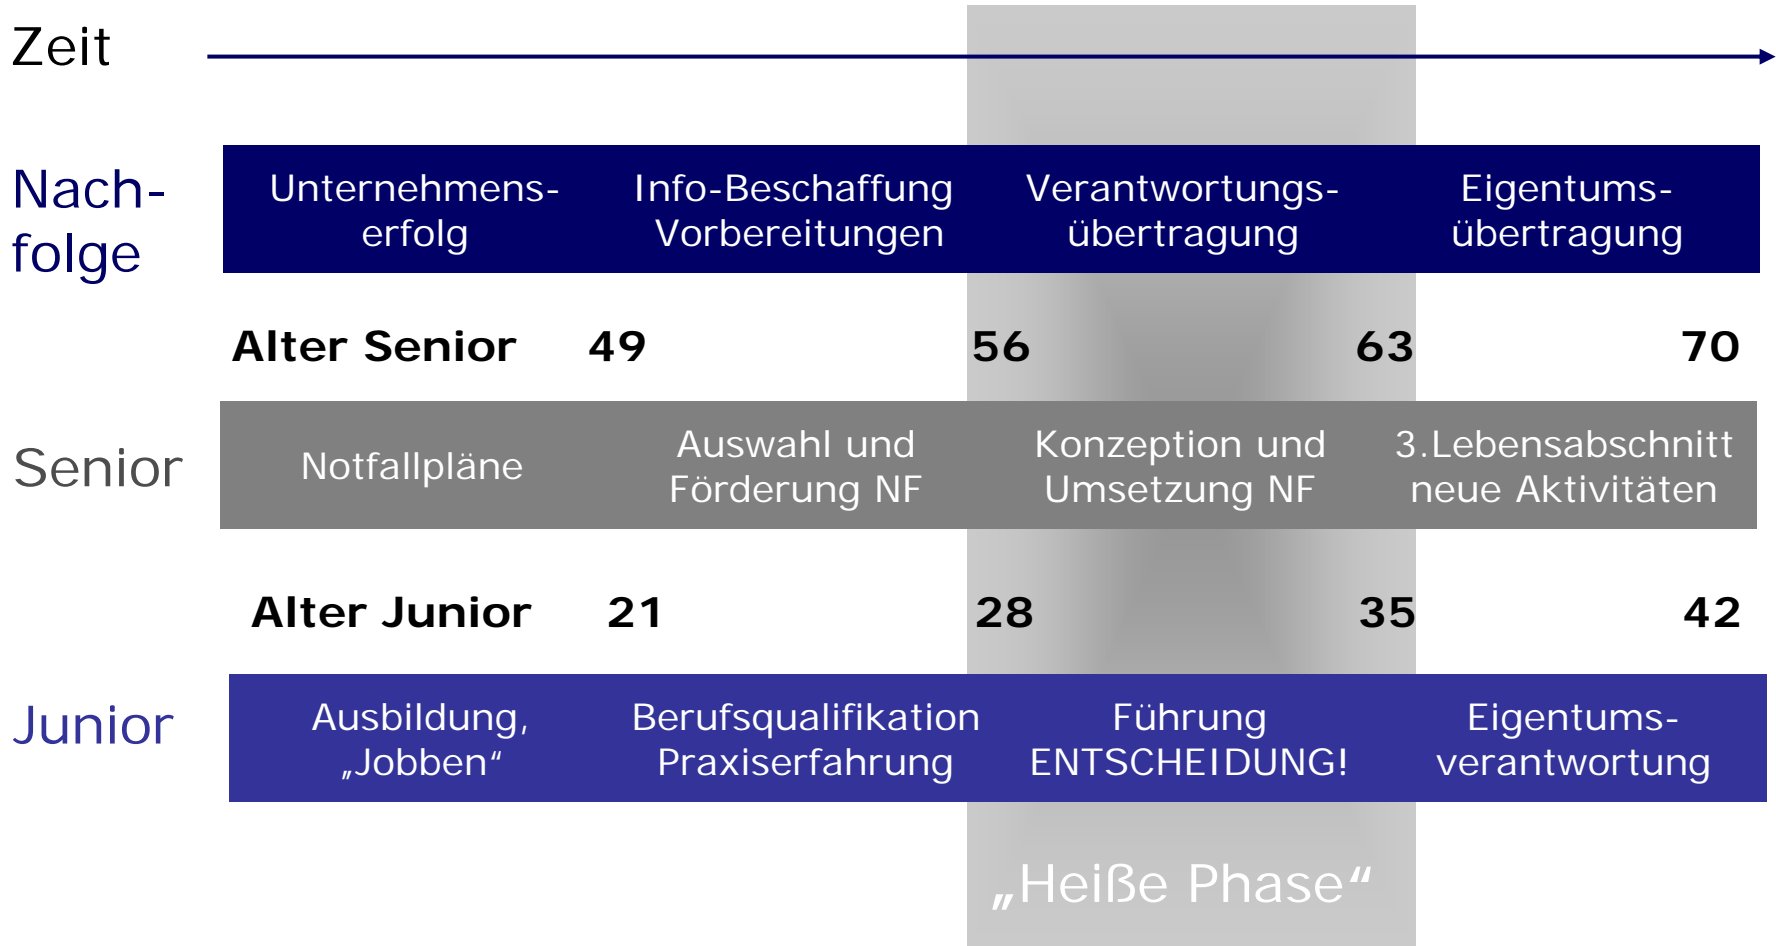 Zeit
Nach-
folge
Unternehmens-
erfolg
Info-Beschaffung
Vorbereitungen
Verantwortungs-
übertragung
Eigentums-
übertragung
Alter Senior 49 56 63 70
Senior
Notfallpläne
Auswahl und
Förderung NF
Konzeption und
Umsetzung NF
3.Lebensabschnitt
neue Aktivitäten
Alter Junior 21 28 35 42
Junior
Ausbildung,
„Jobben“
Berufsqualifikation
Praxiserfahrung
Führung
ENTSCHEIDUNG!
Eigentums-
verantwortung
„Heiße Phase“